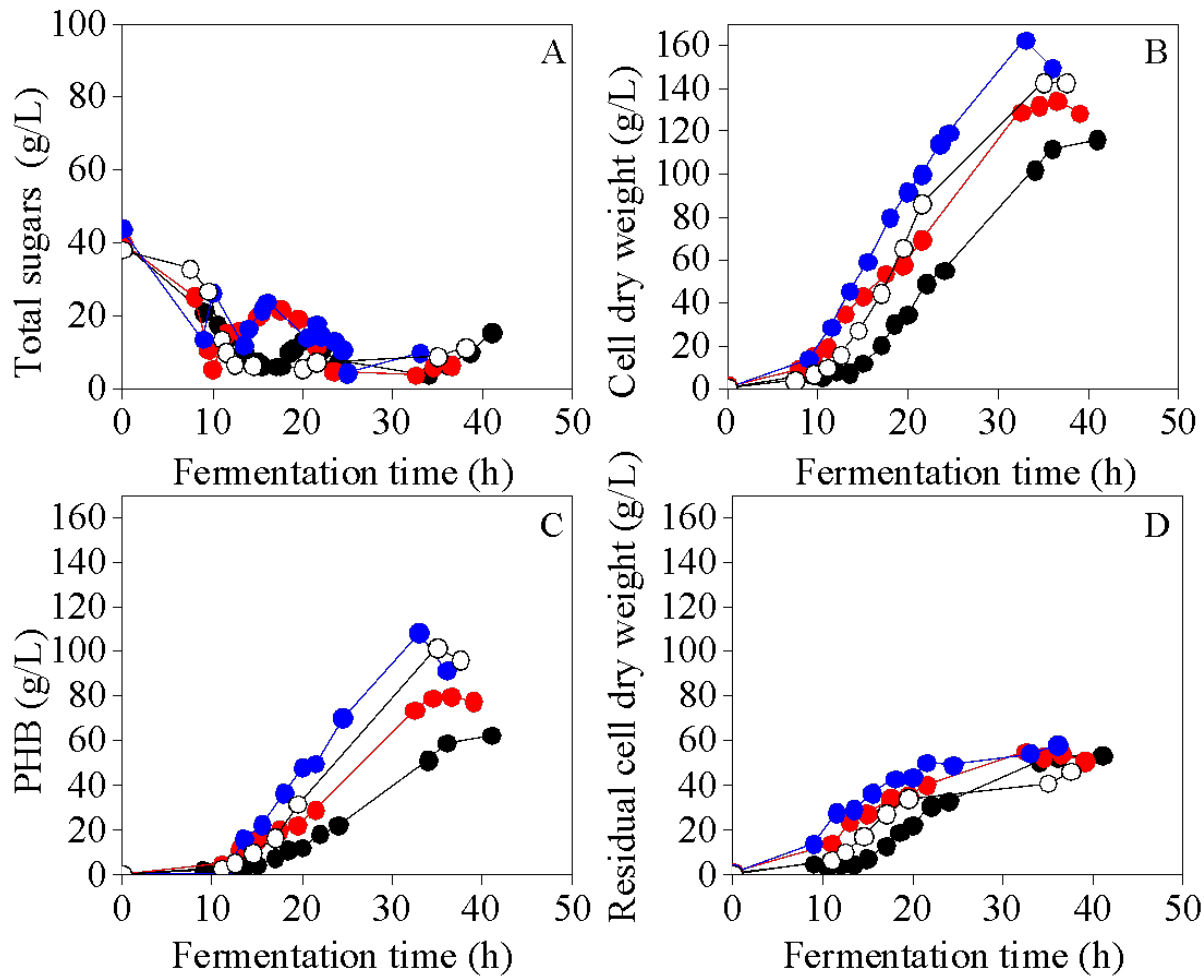 A
Total sugars (g/L)
100
80
60
40
20
0
0 10 20 30 40 50
Fermentation time (h)
B
Cell dry weight (g/L)
160
140
120
100
80
60
40
20
0
0 10 20 30 40 50
Fermentation time (h)
C
PHB (g/L)
160
140
120
100
80
60
40
20
0
0 10 20 30 40 50
Fermentation time (h)
D
Residual cell dry weight (g/L)
160
140
120
100
80
60
40
20
0
0 10 20 30 40 50
Fermentation time (h)